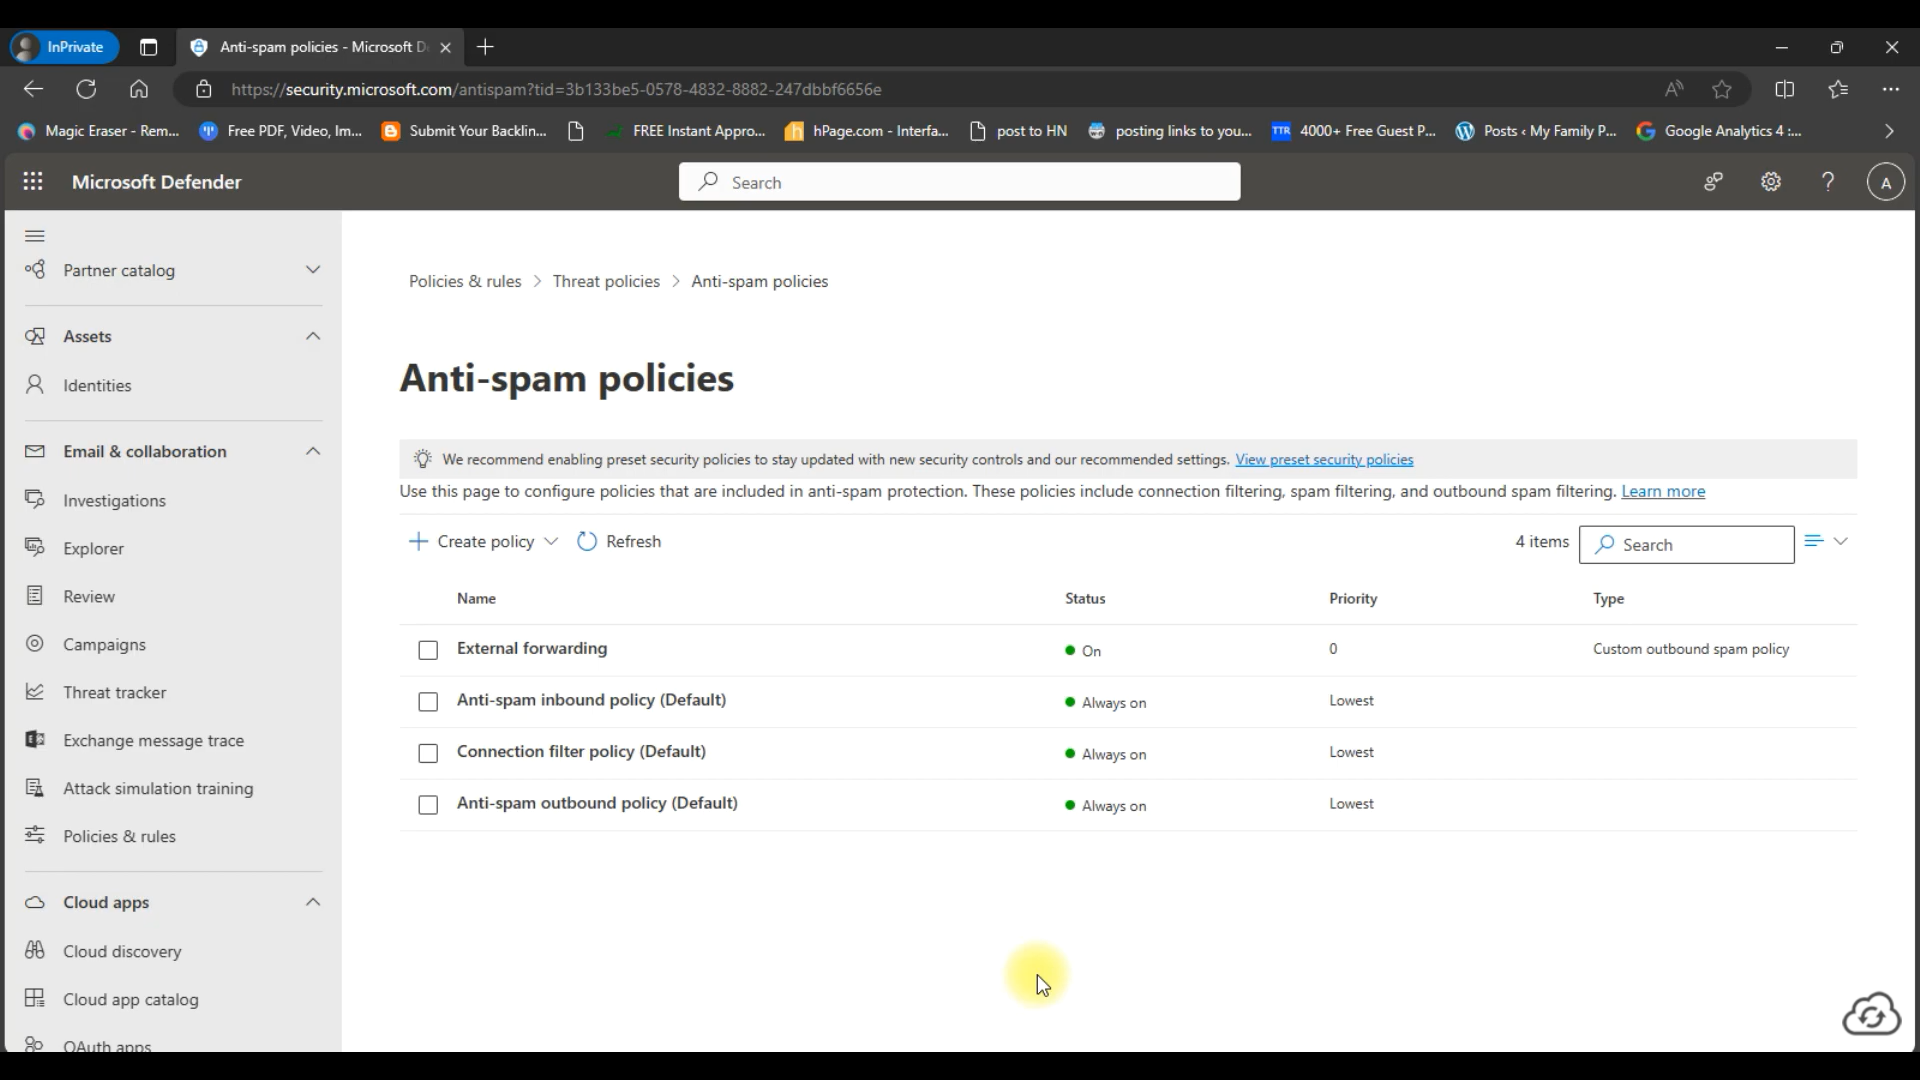 InPrivate
Anti-spam policies - Microsoft D
https://security.microsoft.com/antispam?tid=3b133be5-0578-4832-8882-247dbbf6656e
Magic Eraser - Rem...
Free PDF, Video, Im...
Submit Your Backlin...
FREE Instant Appro...
hPage.com - Interfa...
post to HN
posting links to you...
4000+ Free Guest P...
Posts ‹ My Family P...
Google Analytics 4 :...
Microsoft Defender
Search
A
Partner catalog
Assets
Identities
Email & collaboration
Investigations
Explorer
Review
Campaigns
Threat tracker
Exchange message trace
Attack simulation training
Policies & rules
Cloud apps
Cloud discovery
Cloud app catalog
OAuth apps
Policies & rules > Threat policies > Anti-spam policies
Anti-spam policies
We recommend enabling preset security policies to stay updated with new security controls and our recommended settings. View preset security policies
Use this page to configure policies that are included in anti-spam protection. These policies include connection filtering, spam filtering, and outbound spam filtering. Learn more
Create policy
Refresh
4 items
Search
Name Status Priority Type
External forwarding On 0 Custom outbound spam policy
Anti-spam inbound policy (Default) Always on Lowest
Connection filter policy (Default) Always on Lowest
Anti-spam outbound policy (Default) Always on Lowest